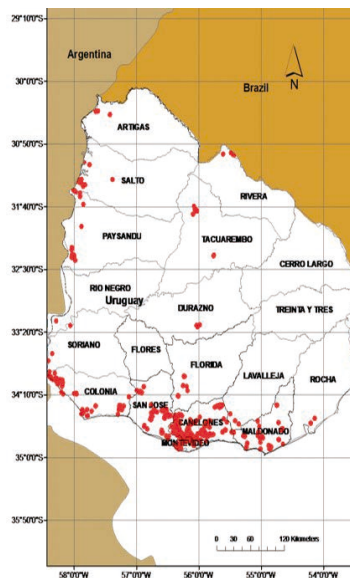 29°10'0"S
Argentina
30°0'0"S
Brazil
N
30°50'0"S
ARTIGAS
SALTO
RIVERA
31°40'0"S
PAYSANDU
TACUAREMBO
CERRO LARGO
32°30'0"S
RIO NEGRO
Uruguay
DURAZNO
TREINTA Y TRES
33°20'0"S
SORIANO
FLORES
FLORIDA
LAVALLEJA
ROCHA
34°10'0"S
COLONIA
SAN JOSE
CANELONES
MALDONADO
MONTEVIDEO
35°0'0"S
35°50'0"S
0 30 60 120 Kilometers
58°0'0"W 57°0'0"W 56°0'0"W 55°0'0"W 54°0'0"W